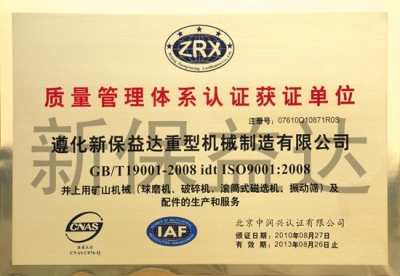 ZRX
质量管理体系认证获证单位
注册号：07610Q10871R0S
遵化新保益达重型机械制造有限公司
GB/T19001-2008 idt ISO9001:2008
井上用矿山机械（球磨机、破碎机、滚筒式磁选机、振动筛）及
配件的生产和服务
新保益达
CNAS
CNAS C076-Q
IAF
北京中润兴认证有限公司
颁证日期 2010年08月27日
有 效 期 2013年08月26日止